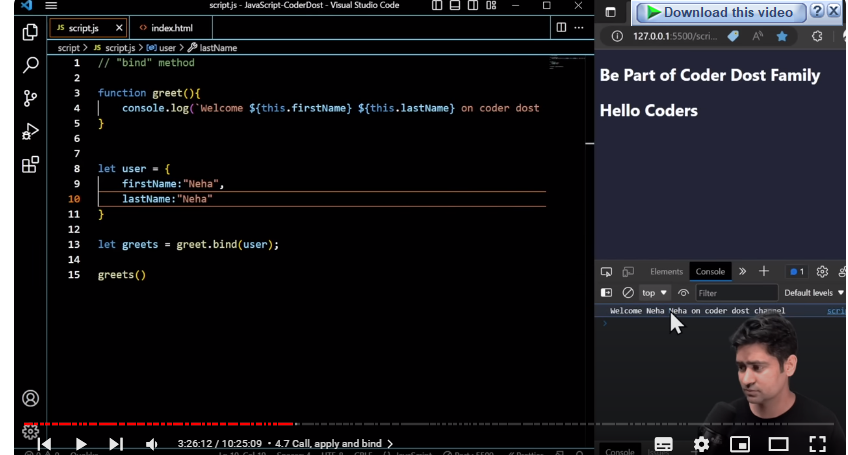 script.js - JavaScript-CoderDost - Visual Studio Code
JS script.js × <> index.html
script > JS script.js > user > lastName
1 // "bind" method
2
3 function greet(){
4 console.log(`Welcome ${this.firstName} ${this.lastName} on coder dost
5 }
6
7
8 let user = {
9 firstName:"Neha",
10 lastName:"Neha"
11 }
12
13 let greets = greet.bind(user);
14
15 greets()
3:26:12 / 10:25:09 • 4.7 Call, apply and bind >
Download this video ? X
127.0.0.1:5500/scri...
Be Part of Coder Dost Family
Hello Coders
Elements Console » + 1
top ▼ Filter Default levels ▼
Welcome Neha Neha on coder dost channel scri
Console